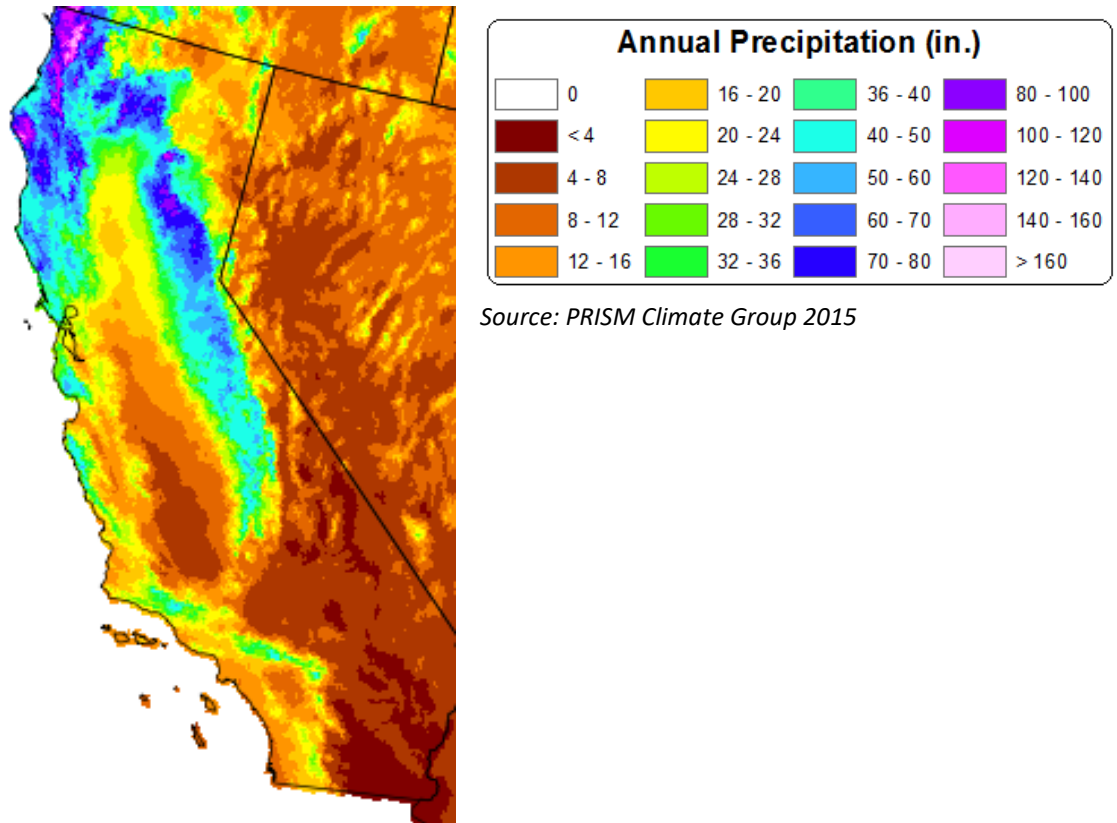 Annual Precipitation (in.)
0 16 - 20 36 - 40 80 - 100
< 4 20 - 24 40 - 50 100 - 120
4 - 8 24 - 28 50 - 60 120 - 140
8 - 12 28 - 32 60 - 70 140 - 160
12 - 16 32 - 36 70 - 80 > 160
Source: PRISM Climate Group 2015